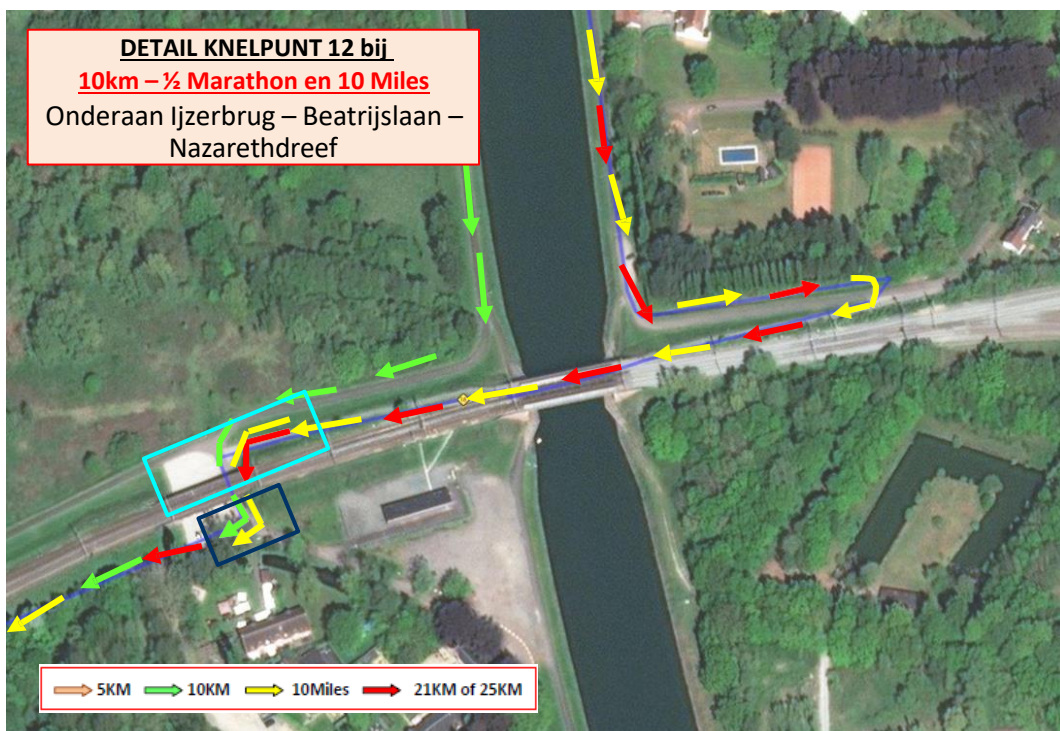 DETAIL KNELPUNT 12 bij
10km – ½ Marathon en 10 Miles
Onderaan Ijzerbrug – Beatrijslaan –
Nazarethdreef
5KM 10KM 10Miles 21KM of 25KM